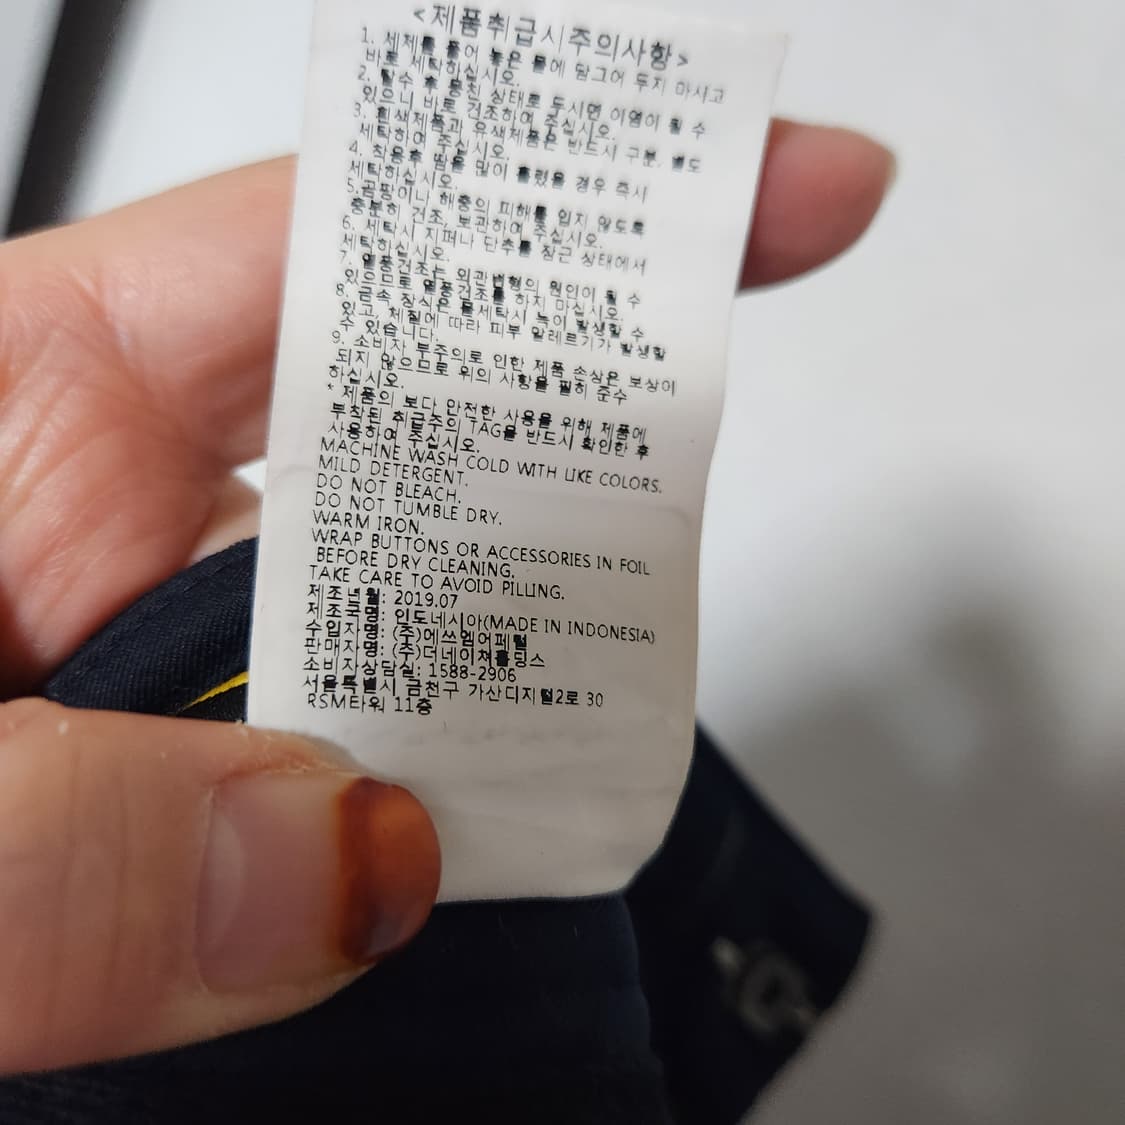 <제품취급시주의사항>
1. 세제를 풀어 놓은 물에 담그어 두지 마시고
바로 세탁하십시오.
2. 탈수 후 뭉친 상태로 두시면 이염이 될 수
있으니 바로 건조하여 주십시오.
3. 흰색제품과 유색제품은 반드시 구분. 별도
세탁하여 주십시오.
4. 착용후 땀을 많이 흘렸을 경우 즉시
세탁하십시오.
5.곰팡이나 해충의 피해를 입지 않도록
충분히 건조, 보관하여 주십시오.
6. 세탁시 지퍼나 단추를 잠근 상태에서
세탁하십시오.
7. 열풍건조는 외관변형의 원인이 될 수
있으므로 열풍건조를 하지 마십시오.
8. 금속 장식은 물세탁시 녹이 발생할 수
있고, 체질에 따라 피부 알레르기가 발생할
수 있습니다.
9. 소비자 부주의로 인한 제품 손상은 보상이
되지 않으므로 위의 사항을 필히 준수
하십시오.
* 제품의 보다 안전한 사용을 위해 제품에
부착된 취급주의 TAG을 반드시 확인한 후
사용하여 주십시오.
MACHINE WASH COLD WITH LIKE COLORS.
MILD DETERGENT.
DO NOT BLEACH.
DO NOT TUMBLE DRY.
WARM IRON.
WRAP BUTTONS OR ACCESSORIES IN FOIL
BEFORE DRY CLEANING.
TAKE CARE TO AVOID PILLING.
제조년월: 2019.07
제조국명: 인도네시아(MADE IN INDONESIA)
수입자명: (주)에쓰엠어페럴
판매자명: (주)더네이쳐홀딩스
소비자상담실: 1588-2906
서울특별시 금천구 가산디지털2로 30
RSM타워 11층